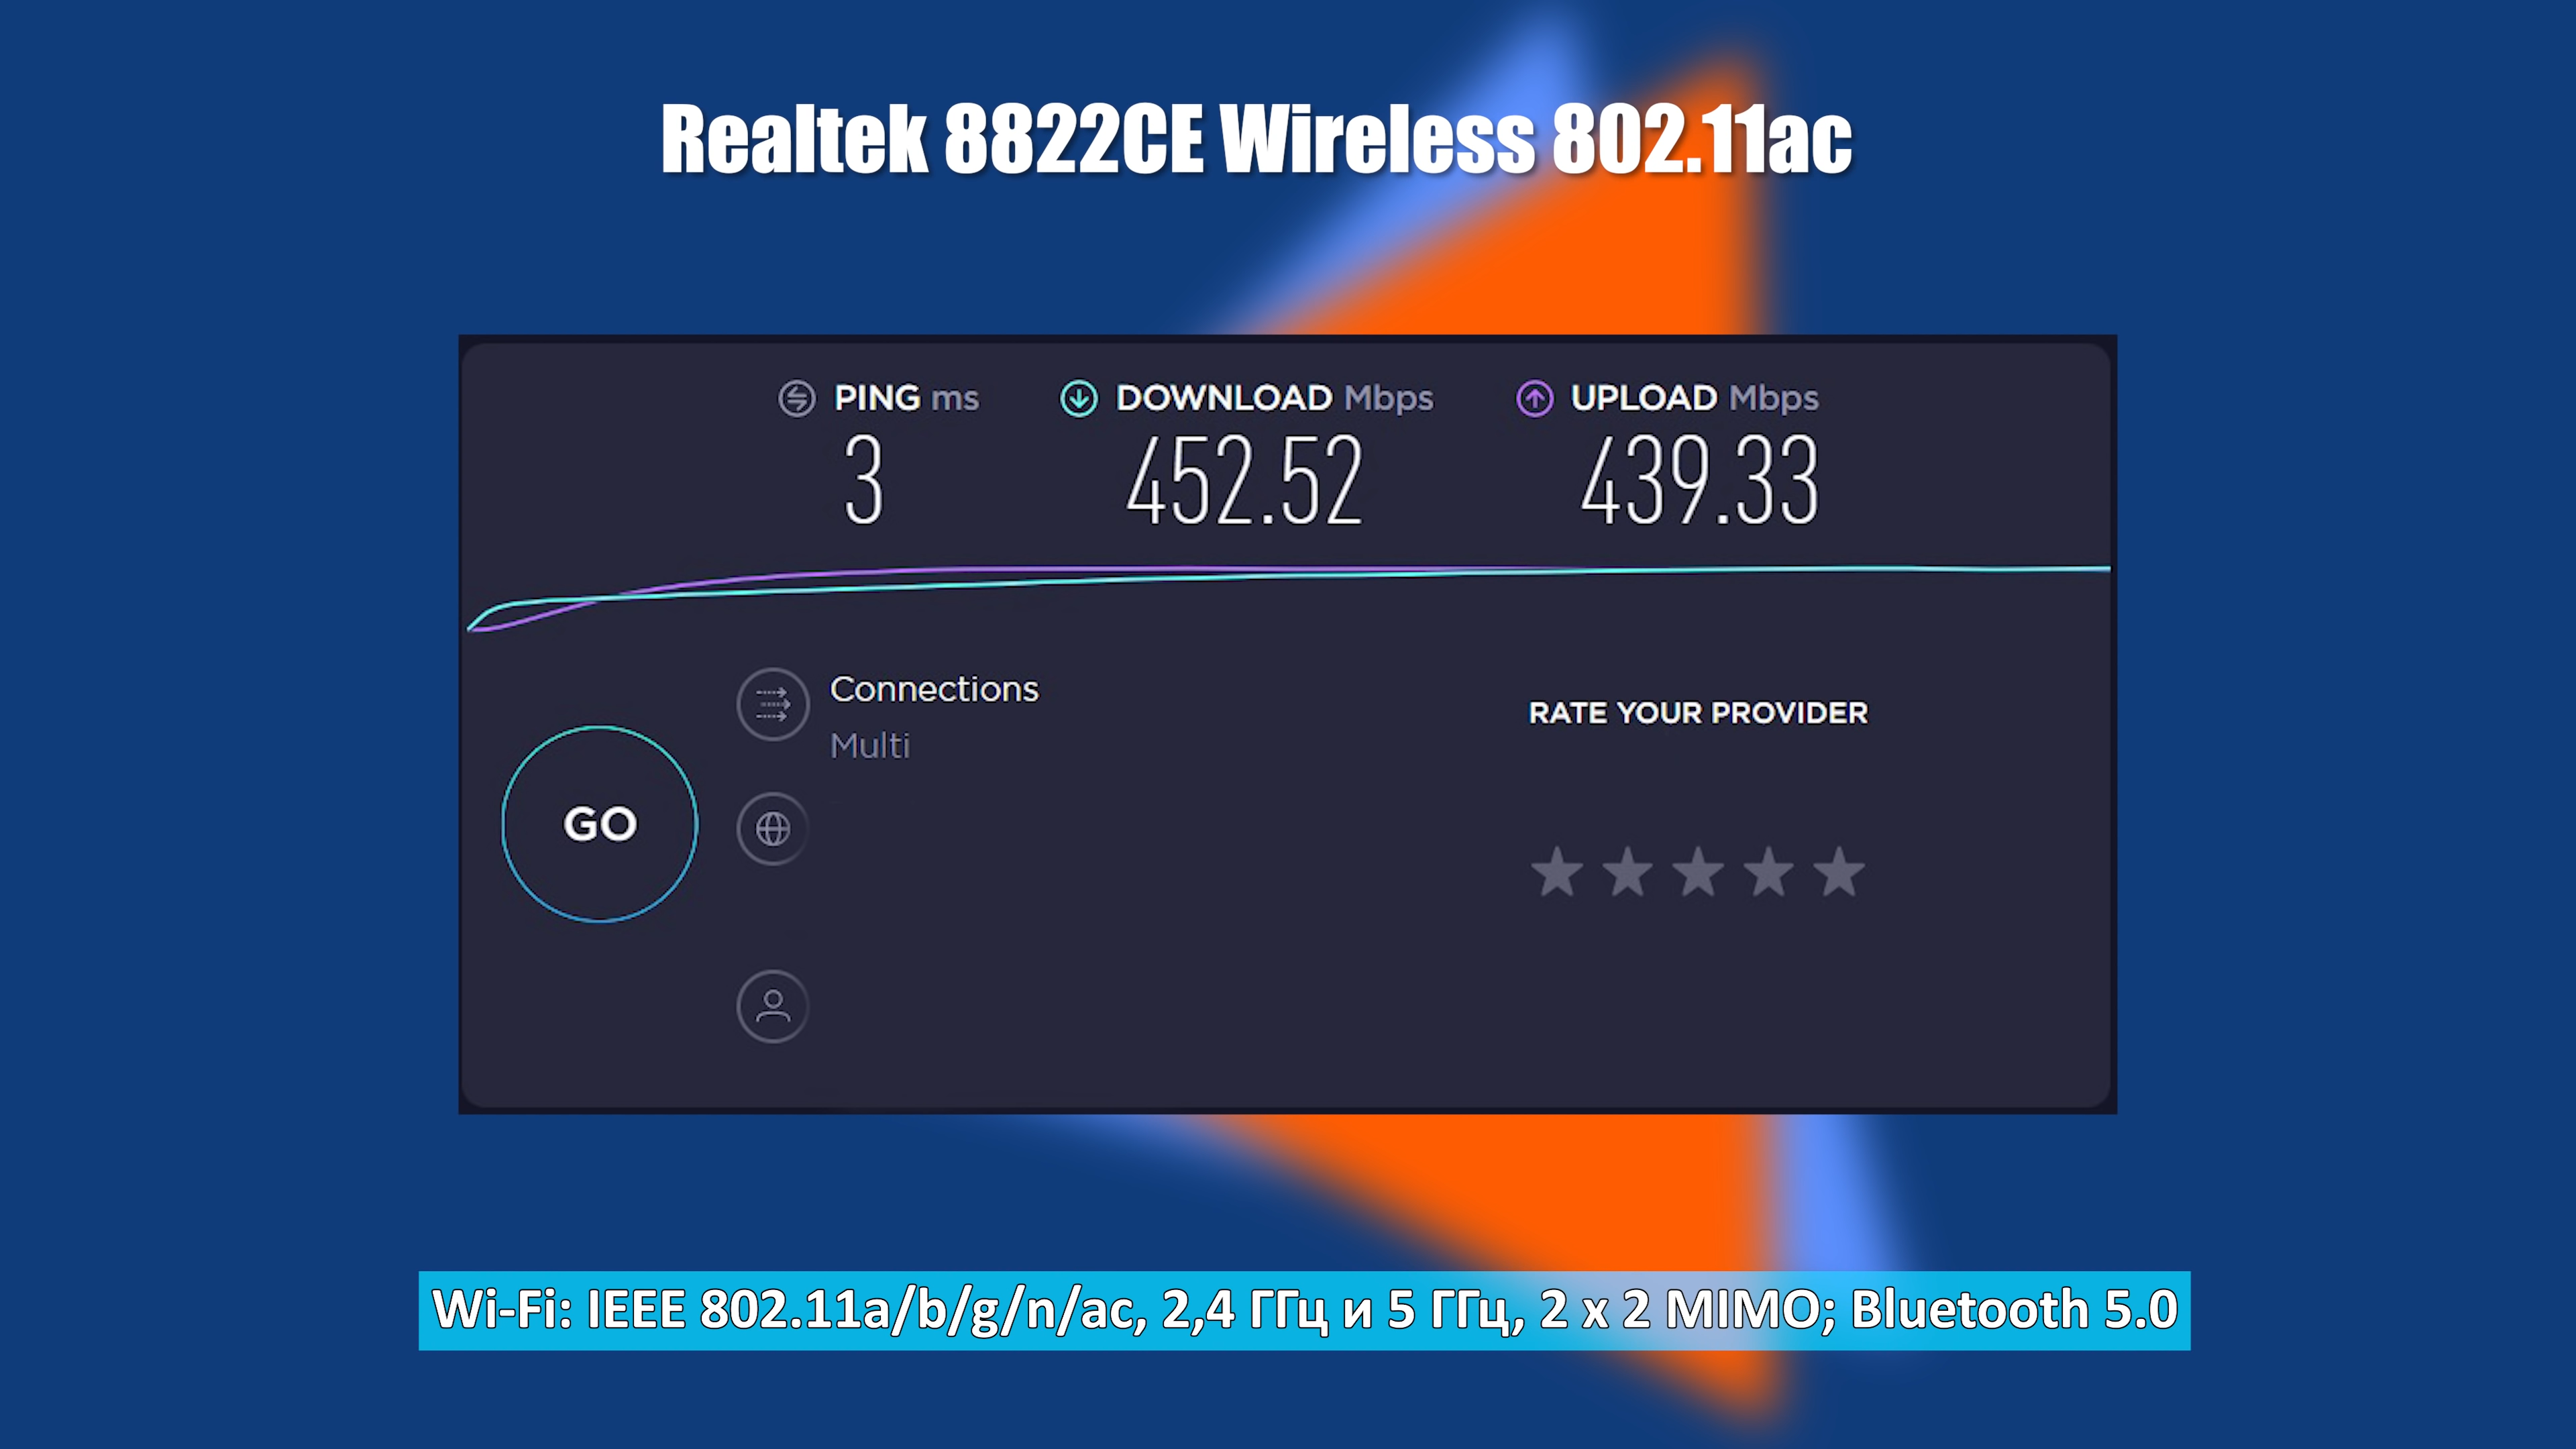 Realtek 8822CE Wireless 802.11ac
PING ms
DOWNLOAD Mbps
UPLOAD Mbps
3
452.52
439.33
Connections
Multi
RATE YOUR PROVIDER
GO
Wi-Fi: IEEE 802.11a/b/g/n/ac, 2,4 ГГц и 5 ГГц, 2 x 2 MIMO; Bluetooth 5.0